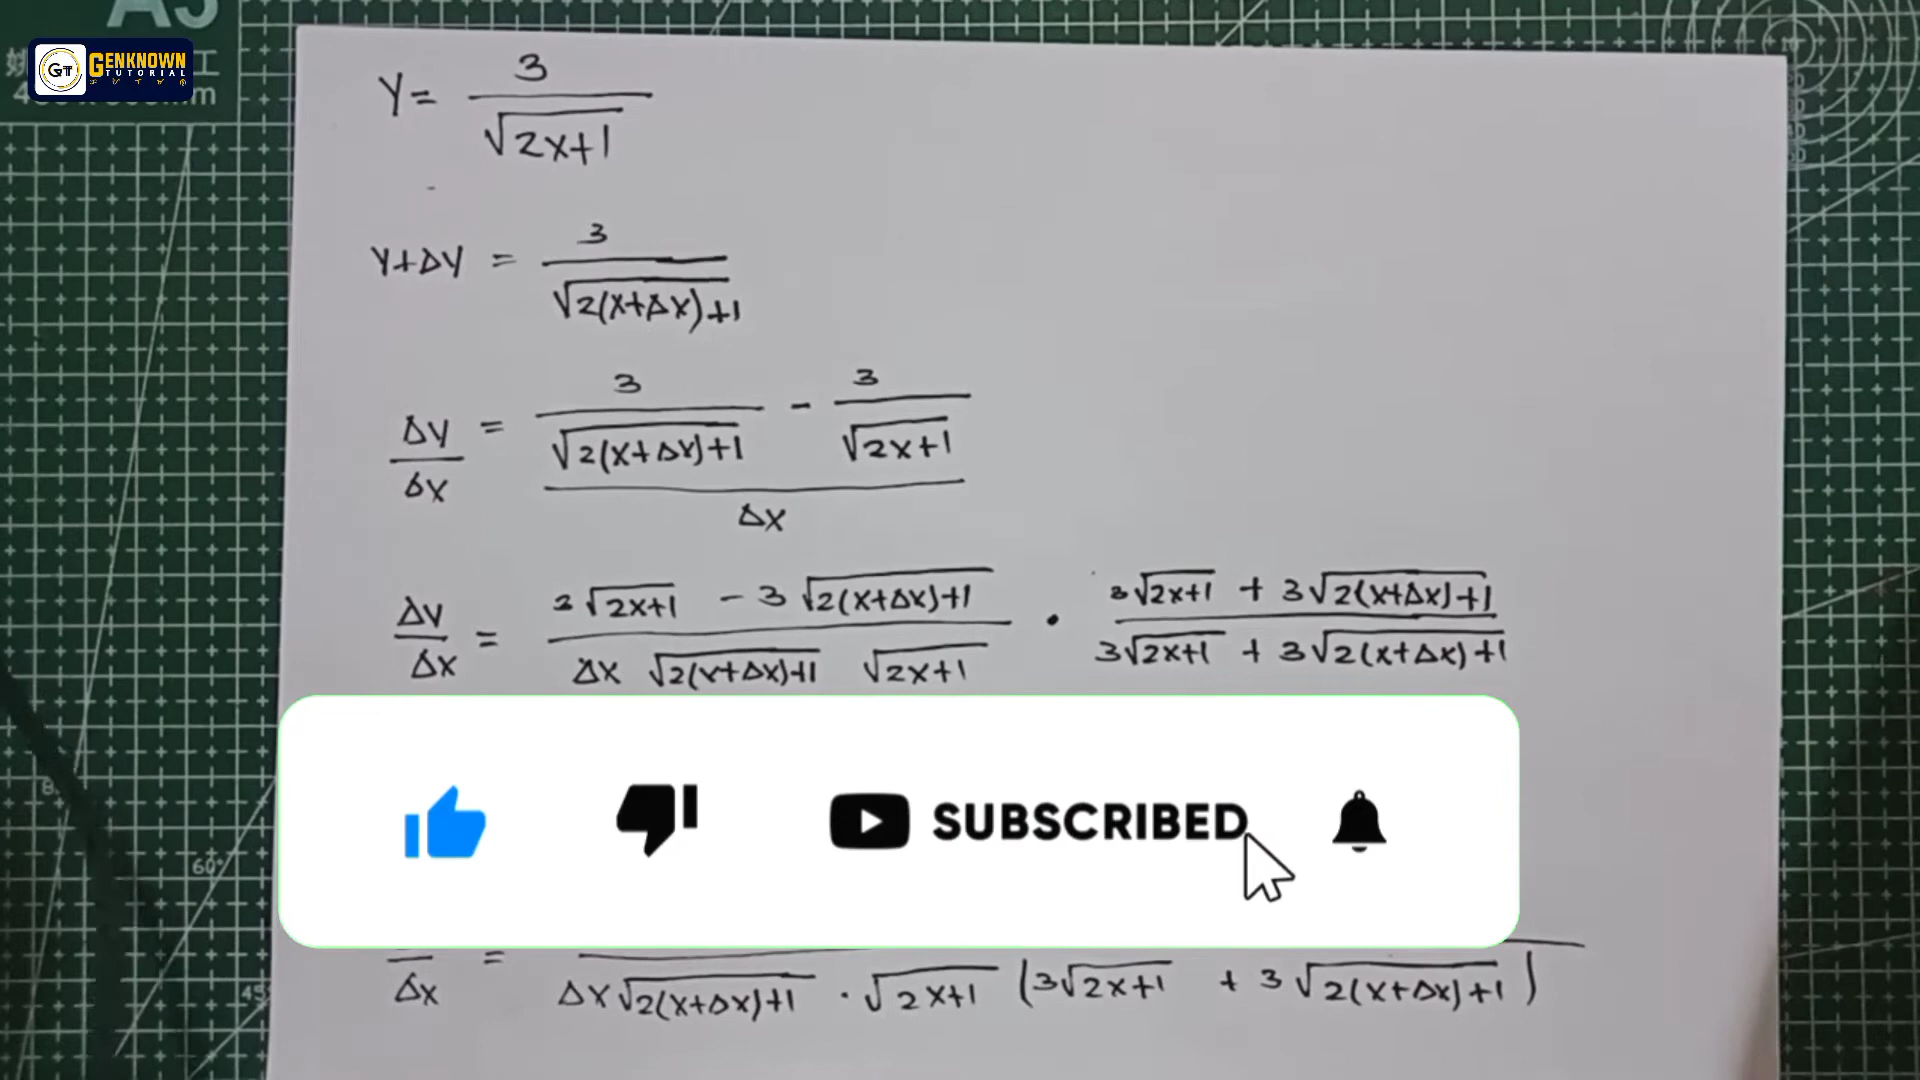 A3
GT GENKNOWN
TUTORIAL
Y = 3 / √2x+1
Y+ΔY = 3 / √2(x+Δx)+1
Δy/Δx = (3 / √2(x+Δx)+1 - 3 / √2x+1) / Δx
Δy/Δx = (3√2x+1 - 3√2(x+Δx)+1) / (Δx √2(x+Δx)+1 √2x+1) · (3√2x+1 + 3√2(x+Δx)+1) / (3√2x+1 + 3√2(x+Δx)+1)
SUBSCRIBED
Δx = Δx√2(x+Δx)+1 · √2x+1 (3√2x+1 + 3√2(x+Δx)+1)
60°
45